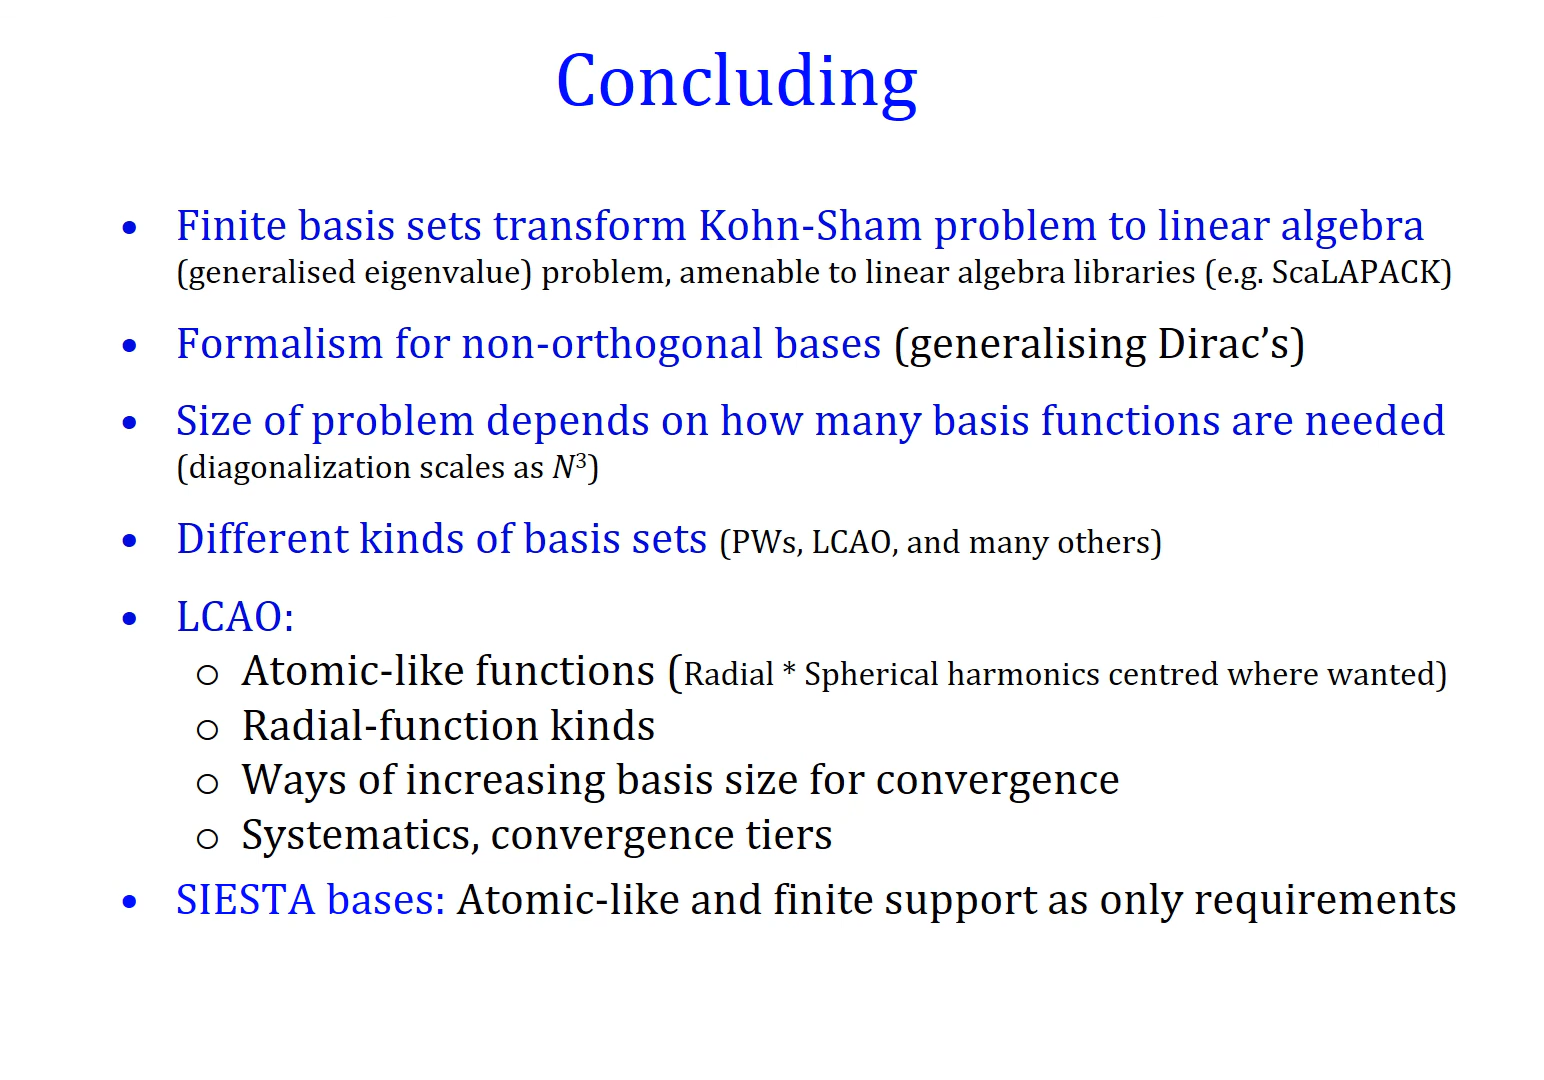 Concluding
• Finite basis sets transform Kohn-Sham problem to linear algebra
(generalised eigenvalue) problem, amenable to linear algebra libraries (e.g. ScaLAPACK)
• Formalism for non-orthogonal bases (generalising Dirac’s)
• Size of problem depends on how many basis functions are needed
(diagonalization scales as N³)
• Different kinds of basis sets (PWs, LCAO, and many others)
• LCAO:
○ Atomic-like functions (Radial * Spherical harmonics centred where wanted)
○ Radial-function kinds
○ Ways of increasing basis size for convergence
○ Systematics, convergence tiers
• SIESTA bases: Atomic-like and finite support as only requirements